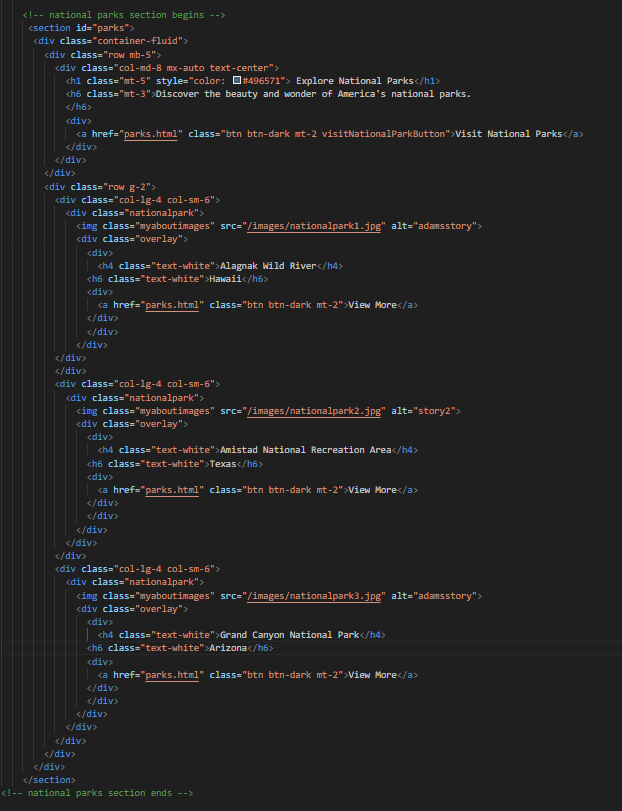 <!-- national parks section begins -->
<section id="parks">
<div class="container-fluid">
<div class="row mb-5">
<div class="col-md-8 mx-auto text-center">
<h1 class="mt-5" style="color: #496571"> Explore National Parks</h1>
<h6 class="mt-3">Discover the beauty and wonder of America's national parks.
</h6>
<div>
<a href="parks.html" class="btn btn-dark mt-2 visitNationalParkButton">Visit National Parks</a>
</div>
</div>
</div>
<div class="row g-2">
<div class="col-lg-4 col-sm-6">
<div class="nationalpark">
<img class="myaboutimages" src="/images/nationalpark1.jpg" alt="adamsstory">
<div class="overlay">
<div>
<h4 class="text-white">Alagnak Wild River</h4>
<h6 class="text-white">Hawaii</h6>
<div>
<a href="parks.html" class="btn btn-dark mt-2">View More</a>
</div>
</div>
</div>
</div>
</div>
<div class="col-lg-4 col-sm-6">
<div class="nationalpark">
<img class="myaboutimages" src="/images/nationalpark2.jpg" alt="story2">
<div class="overlay">
<div>
<h4 class="text-white">Amistad National Recreation Area</h4>
<h6 class="text-white">Texas</h6>
<div>
<a href="parks.html" class="btn btn-dark mt-2">View More</a>
</div>
</div>
</div>
</div>
</div>
<div class="col-lg-4 col-sm-6">
<div class="nationalpark">
<img class="myaboutimages" src="/images/nationalpark3.jpg" alt="adamsstory">
<div class="overlay">
<div>
<h4 class="text-white">Grand Canyon National Park</h4>
<h6 class="text-white">Arizona</h6>
<div>
<a href="parks.html" class="btn btn-dark mt-2">View More</a>
</div>
</div>
</div>
</div>
</div>
</div>
</div>
</section>
<!-- national parks section ends -->